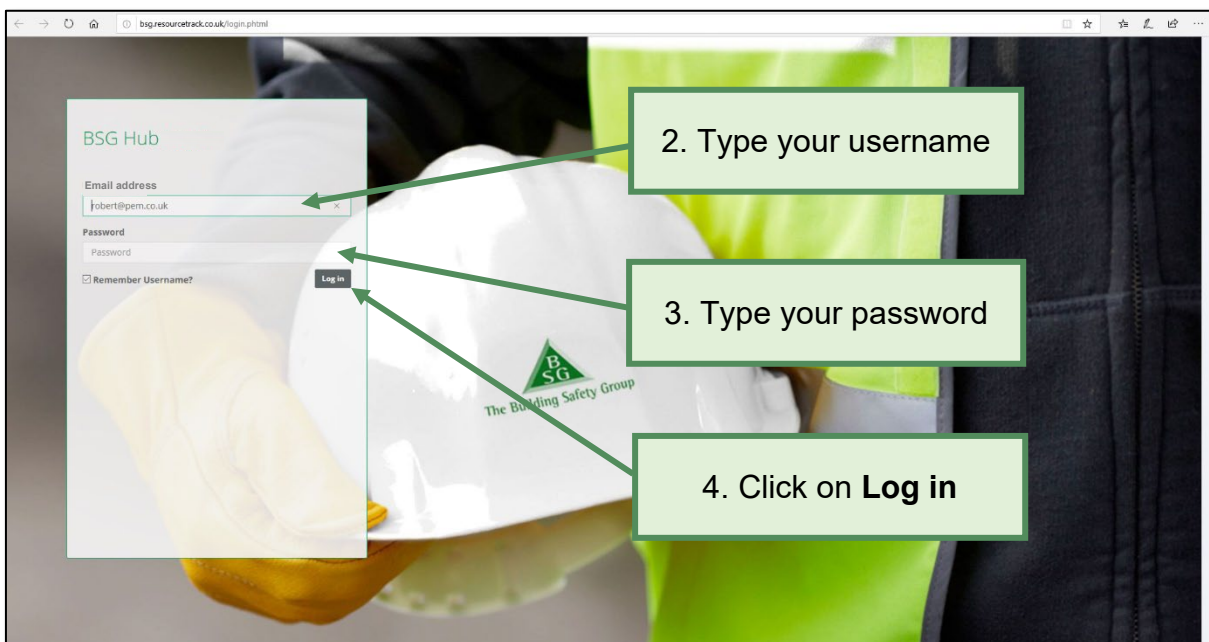 bsg.resourcetrack.co.uk/login.phtml
BSG Hub
Email address
robert@pem.co.uk
Password
Password
Remember Username?
Log in
2. Type your username
3. Type your password
4. Click on Log in
B
SG
The Building Safety Group